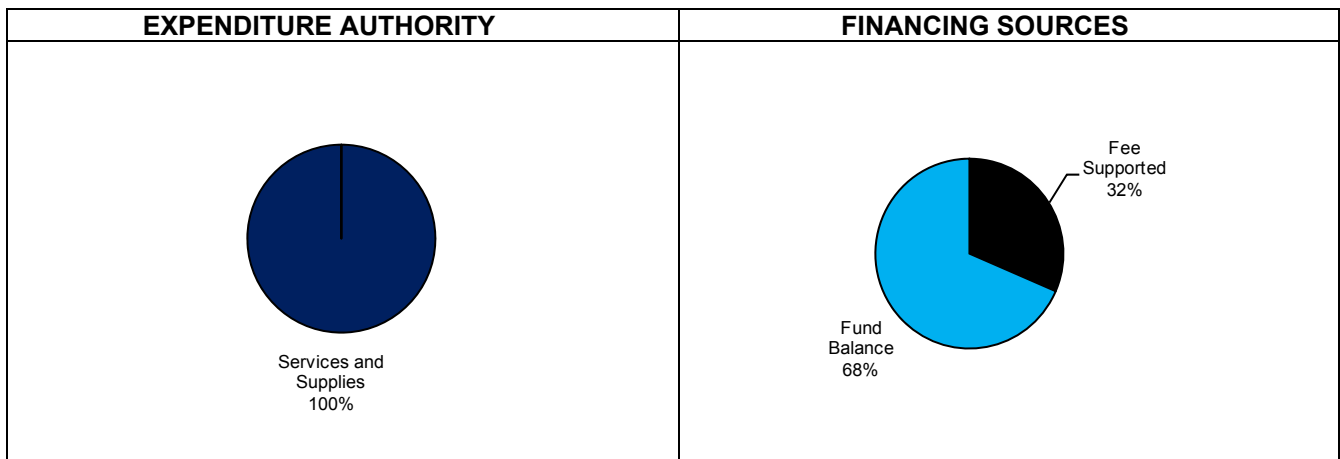 EXPENDITURE AUTHORITY
FINANCING SOURCES
Services and
Supplies
100%
Fee
Supported
32%
Fund
Balance
68%